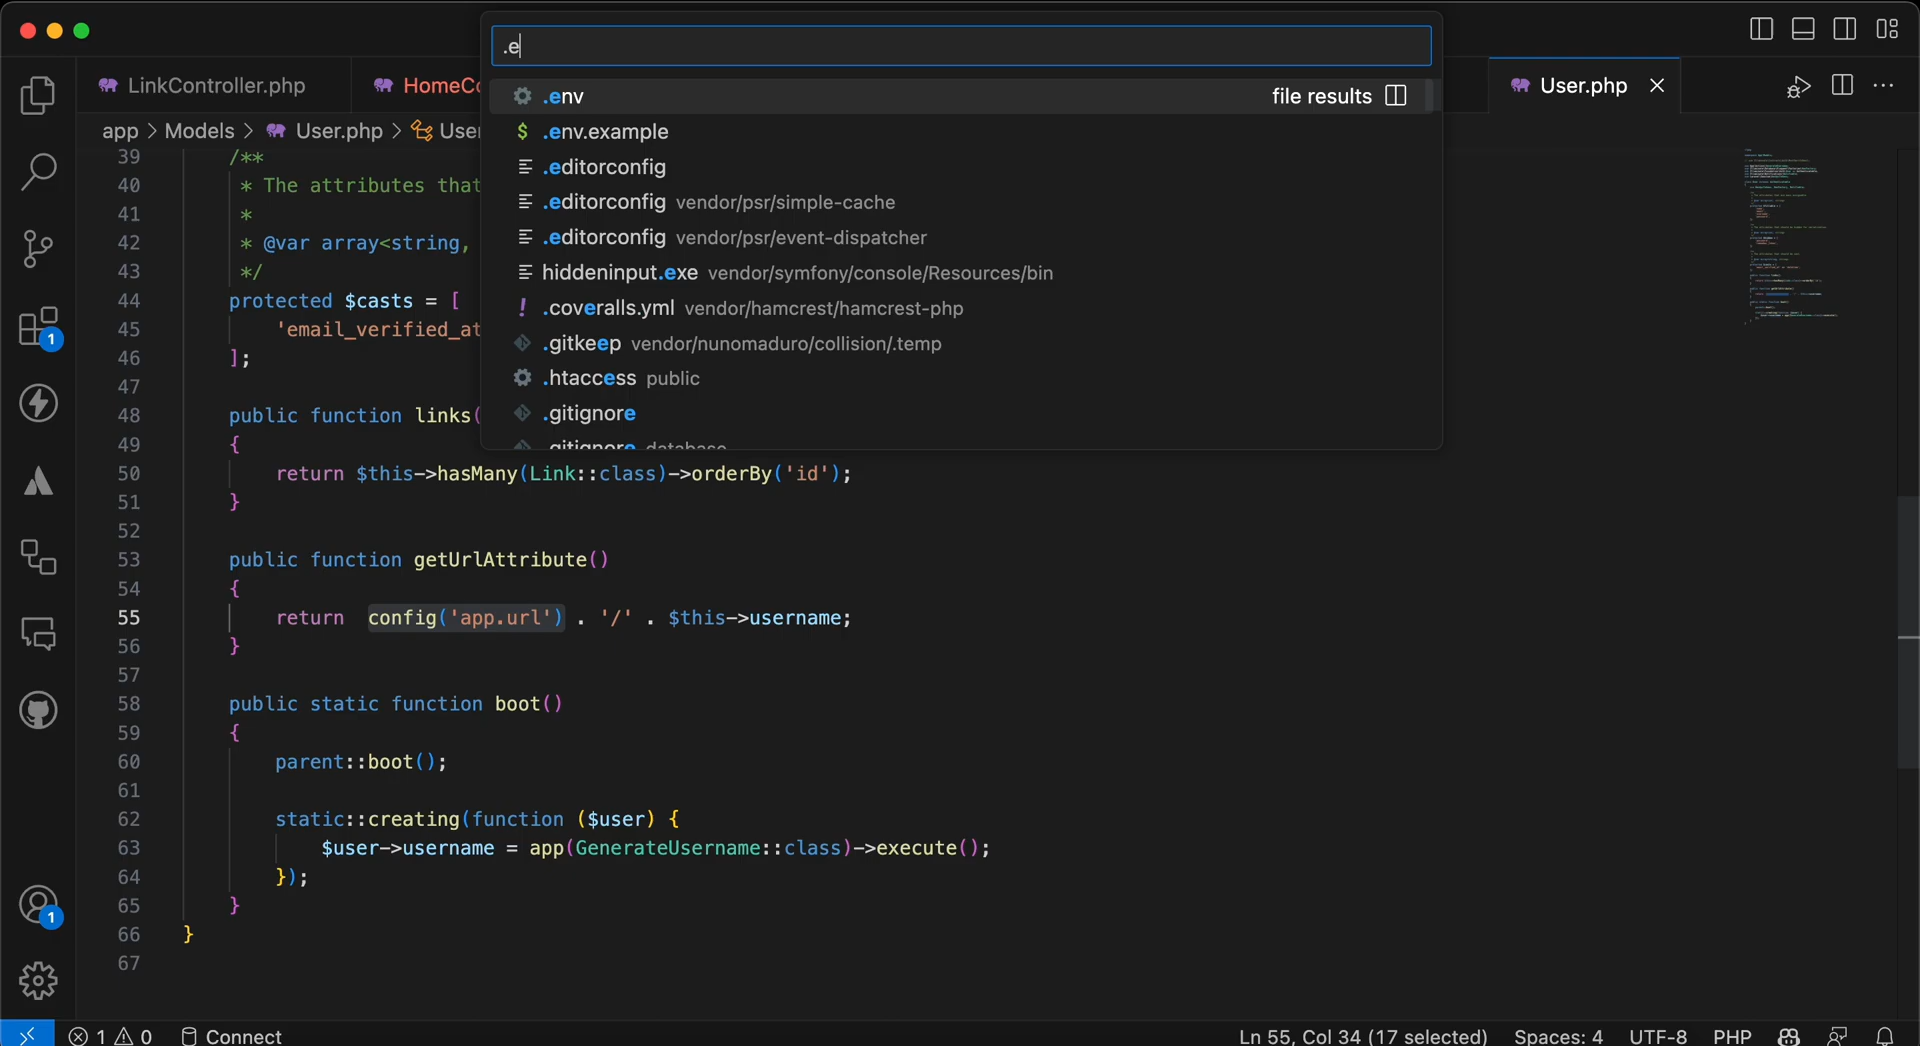 .e
LinkController.php
HomeCo
User.php
app > Models > User.php > User
.env file results
.env.example
.editorconfig
.editorconfig vendor/psr/simple-cache
.editorconfig vendor/psr/event-dispatcher
hiddeninput.exe vendor/symfony/console/Resources/bin
.coveralls.yml vendor/hamcrest/hamcrest-php
.gitkeep vendor/nunomaduro/collision/.temp
.htaccess public
.gitignore
.gitignore database
39 /**
40 * The attributes that
41 *
42 * @var array<string,
43 */
44 protected $casts = [
45 'email_verified_at
46 ];
47
48 public function links(
49 {
50 return $this->hasMany(Link::class)->orderBy('id');
51 }
52
53 public function getUrlAttribute()
54 {
55 return  config('app.url') . '/' . $this->username;
56 }
57
58 public static function boot()
59 {
60 parent::boot();
61
62 static::creating(function ($user) {
63 $user->username = app(GenerateUsername::class)->execute();
64 });
65 }
66 }
67
1
1
1 0 Connect Ln 55, Col 34 (17 selected) Spaces: 4 UTF-8 PHP